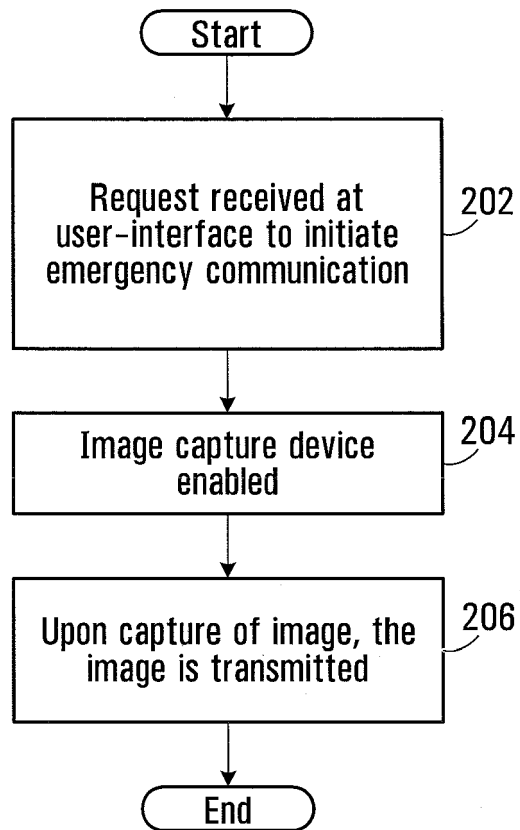 Start
Request received at
user-interface to initiate
emergency communication
202
Image capture device
enabled
204
Upon capture of image, the
image is transmitted
206
End